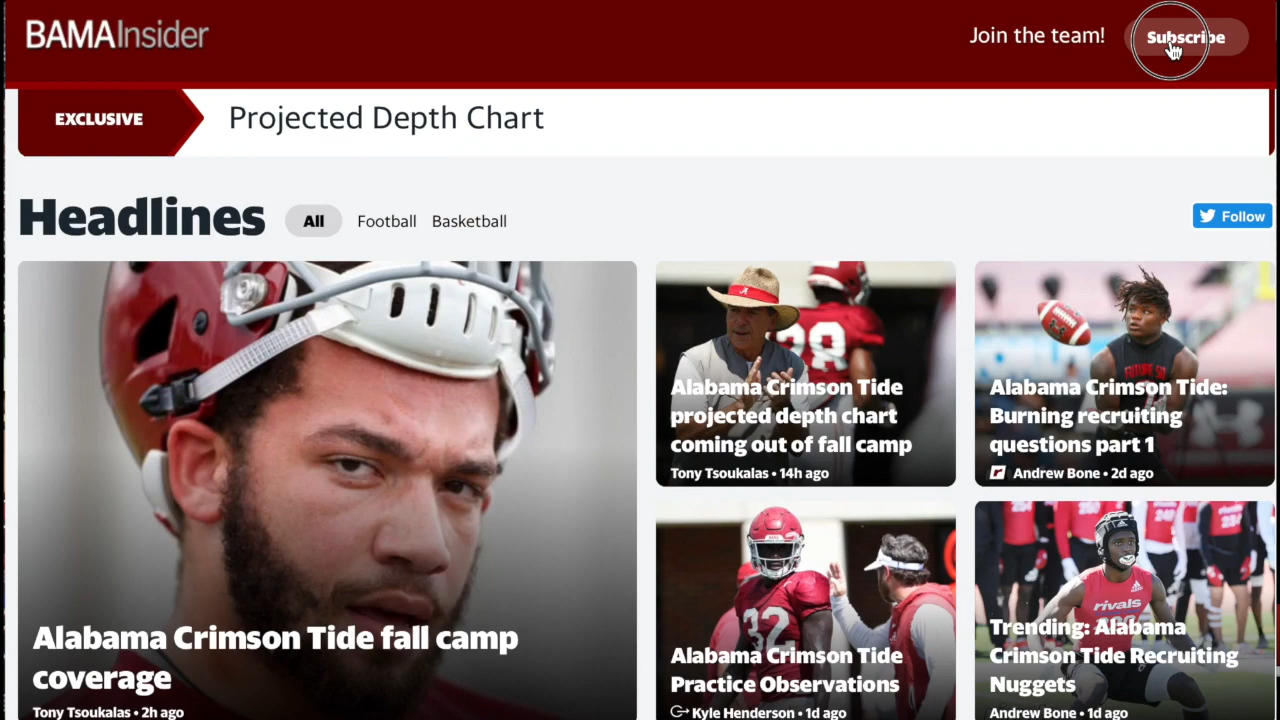 BAMAInsider
Join the team!
Subscribe
EXCLUSIVE
Projected Depth Chart
Headlines
All
Football
Basketball
Follow
Alabama Crimson Tide fall camp
coverage
Tony Tsoukalas • 2h ago
A
28
Alabama Crimson Tide
projected depth chart
coming out of fall camp
Tony Tsoukalas • 14h ago
Alabama Crimson Tide:
Burning recruiting
questions part 1
r Andrew Bone • 2d ago
32
Alabama Crimson Tide
Practice Observations
Kyle Henderson • 1d ago
rivals
Trending: Alabama
Crimson Tide Recruiting
Nuggets
Andrew Bone • 1d ago